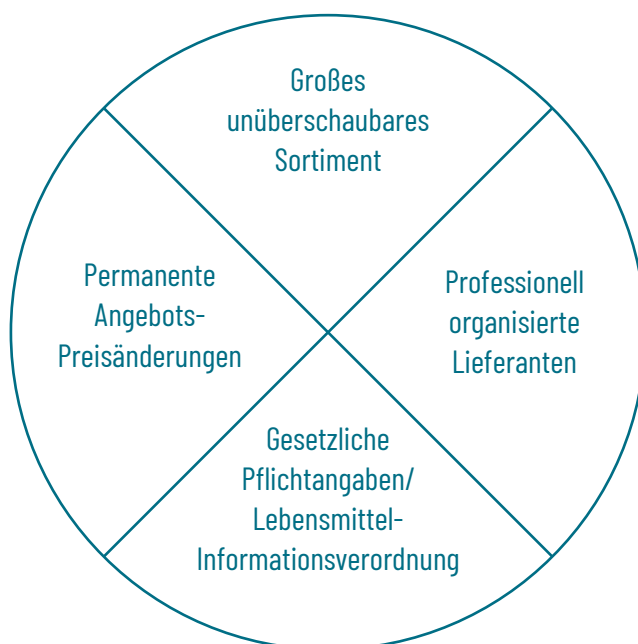 Großes
unüberschaubares
Sortiment
Permanente
Angebots-
Preisänderungen
Professionell
organisierte
Lieferanten
Gesetzliche
Pflichtangaben/
Lebensmittel-
Informationsverordnung